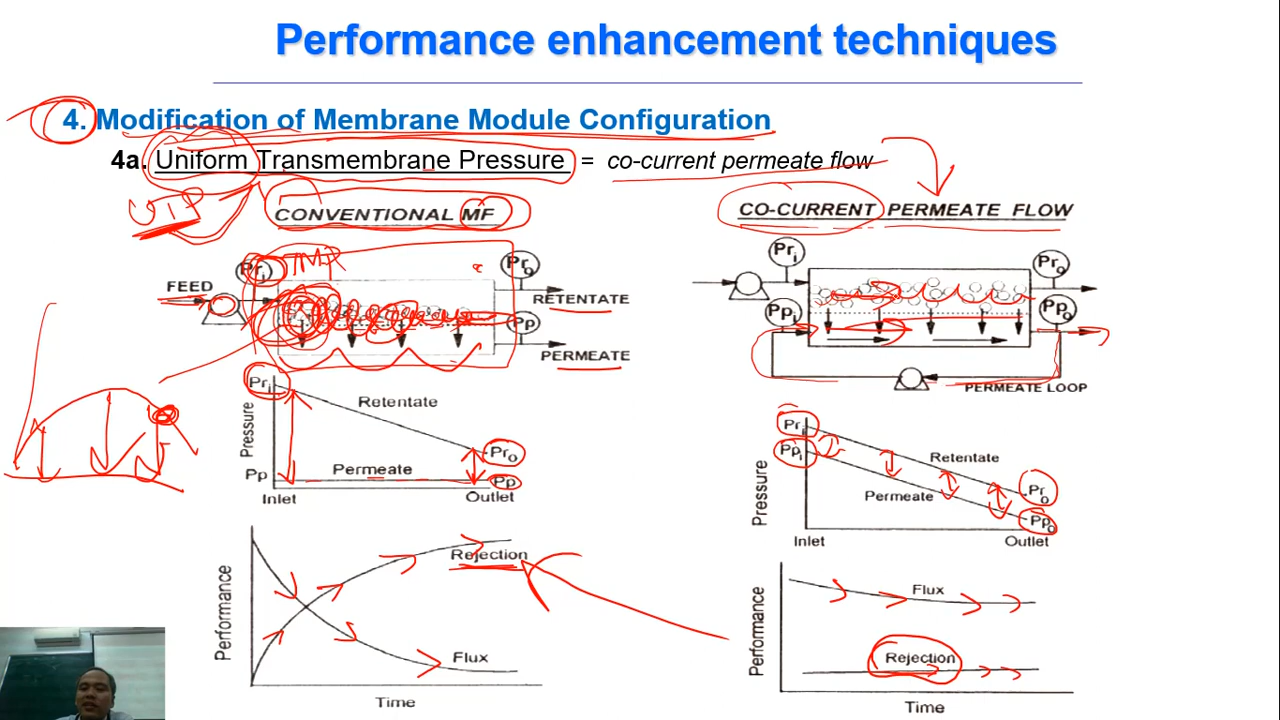 Performance enhancement techniques
4. Modification of Membrane Module Configuration
4a. Uniform Transmembrane Pressure = co-current permeate flow
UTP
CONVENTIONAL MF
TMP
FEED
Pri
Pro
RETENTATE
Pp
PERMEATE
Pri
Pressure
Retentate
Pro
Pp
Permeate
Pp
Inlet
Outlet
Performance
Rejection
Flux
Time
CO-CURRENT PERMEATE FLOW
Pri
Pro
Ppi
Ppo
PERMEATE LOOP
Pri
Ppi
Pressure
Retentate
Permeate
Pro
Ppo
Inlet
Outlet
Performance
Flux
Rejection
Time